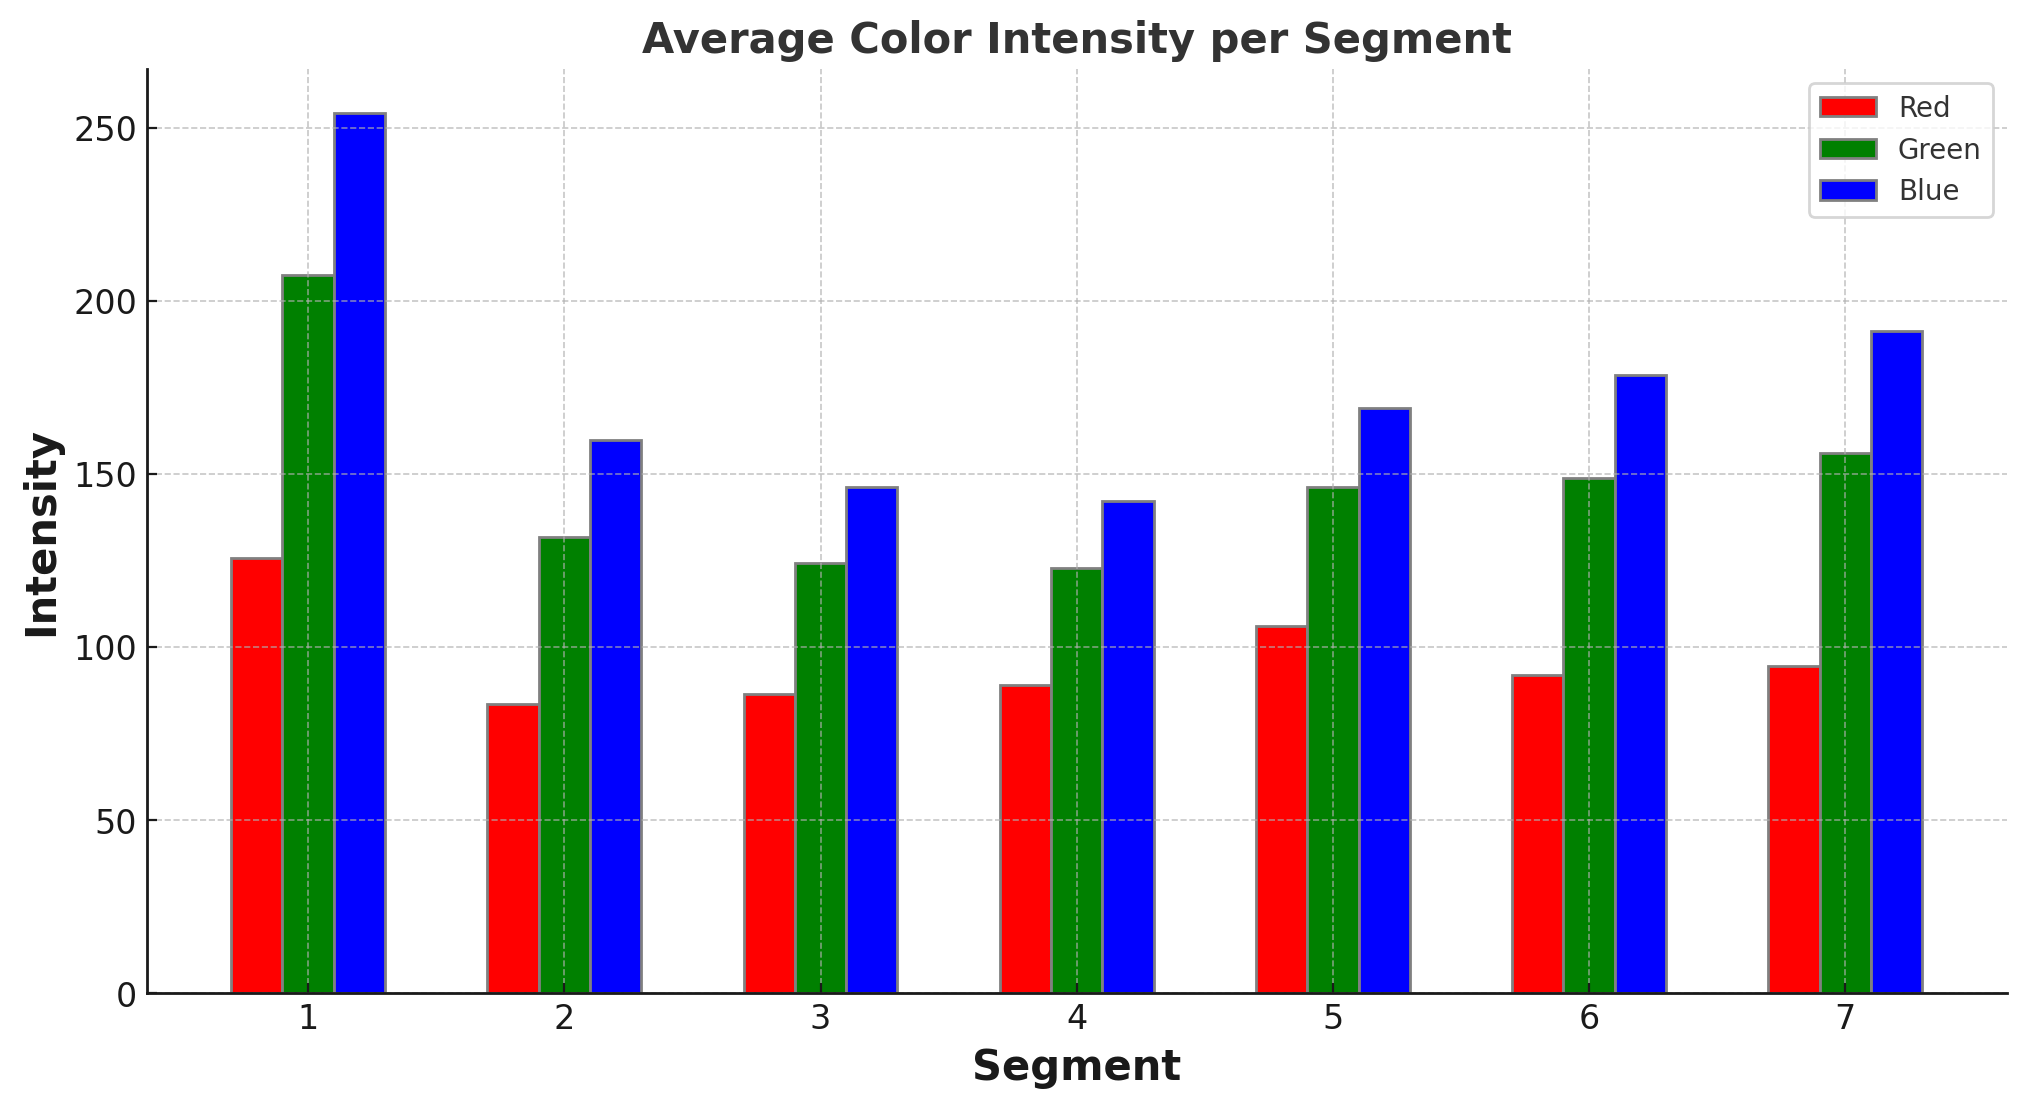 Average Color Intensity per Segment
Red
Green
Blue
Intensity
250
200
150
100
50
0
1 2 3 4 5 6 7
Segment